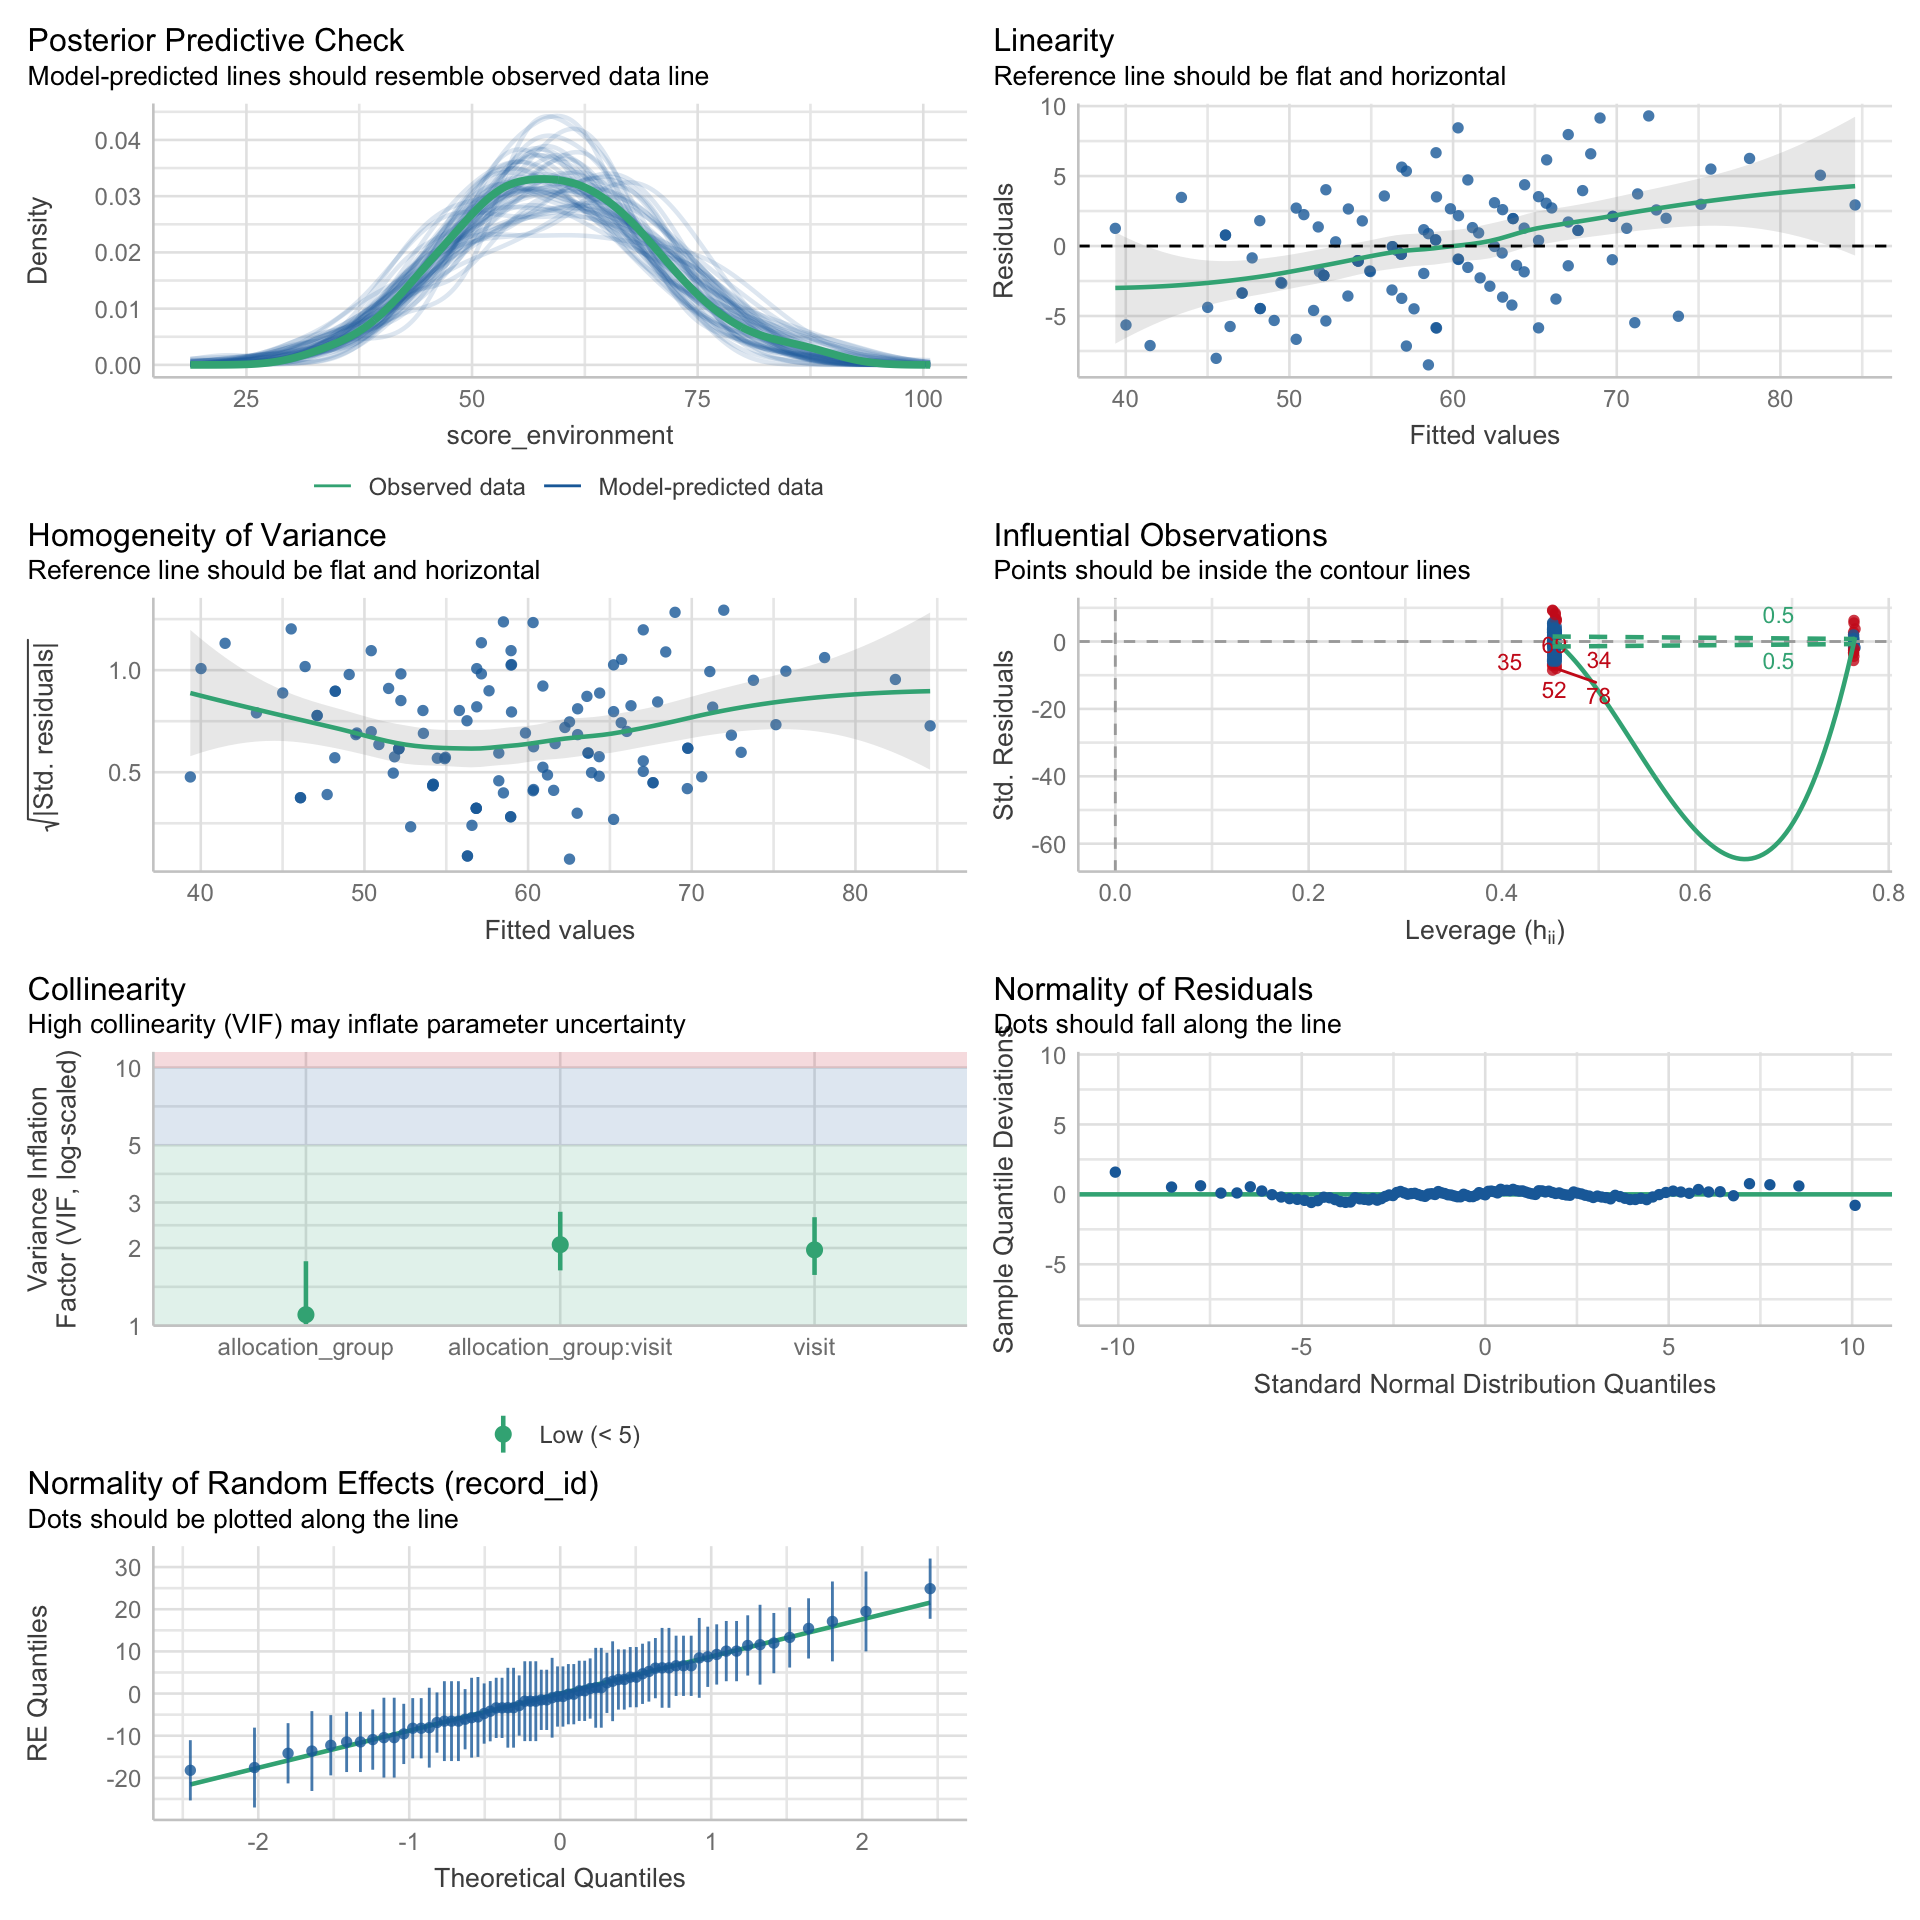 Posterior Predictive Check
Model-predicted lines should resemble observed data line
0.04
0.03
0.02
0.01
0.00
Density
25 50 75 100
score_environment
Observed data Model-predicted data
Linearity
Reference line should be flat and horizontal
10
5
0
-5
Residuals
40 50 60 70 80
Fitted values
Homogeneity of Variance
Reference line should be flat and horizontal
1.0
0.5
√|Std. residuals|
40 50 60 70 80
Fitted values
Influential Observations
Points should be inside the contour lines
0
-20
-40
-60
Std. Residuals
0.5
0.5
35
34
52
78
0.0 0.2 0.4 0.6 0.8
Leverage (hii)
Collinearity
High collinearity (VIF) may inflate parameter uncertainty
10
5
3
2
1
Variance Inflation
Factor (VIF, log-scaled)
allocation_group allocation_group:visit visit
Low (< 5)
Normality of Residuals
Dots should fall along the line
10
5
0
-5
Sample Quantile Deviations
-10 -5 0 5 10
Standard Normal Distribution Quantiles
Normality of Random Effects (record_id)
Dots should be plotted along the line
30
20
10
0
-10
-20
RE Quantiles
-2 -1 0 1 2
Theoretical Quantiles